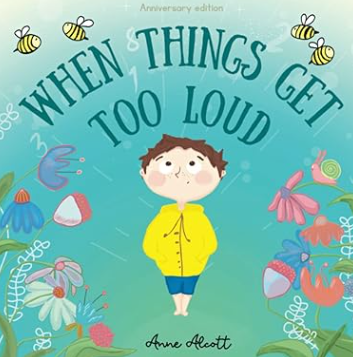 Anniversary edition
WHEN THINGS GET
TOO LOUD
Anne Alcott